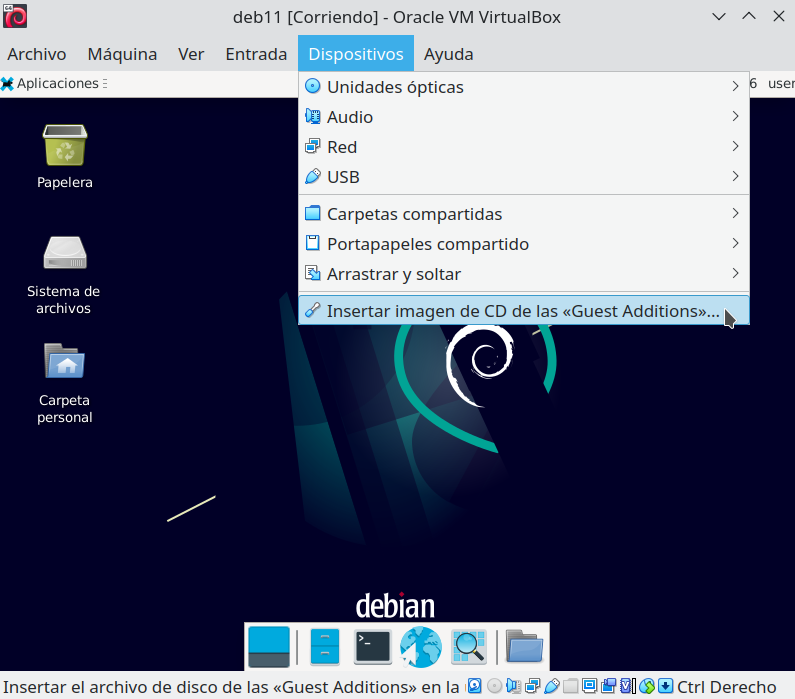 64
deb11 [Corriendo] - Oracle VM VirtualBox
Archivo Máquina Ver Entrada Dispositivos Ayuda
Aplicaciones
6 user
Unidades ópticas
Audio
Red
USB
Carpetas compartidas
Portapapeles compartido
Arrastrar y soltar
Insertar imagen de CD de las «Guest Additions»...
Papelera
Sistema de
archivos
Carpeta
personal
debian
Insertar el archivo de disco de las «Guest Additions» en la
Ctrl Derecho